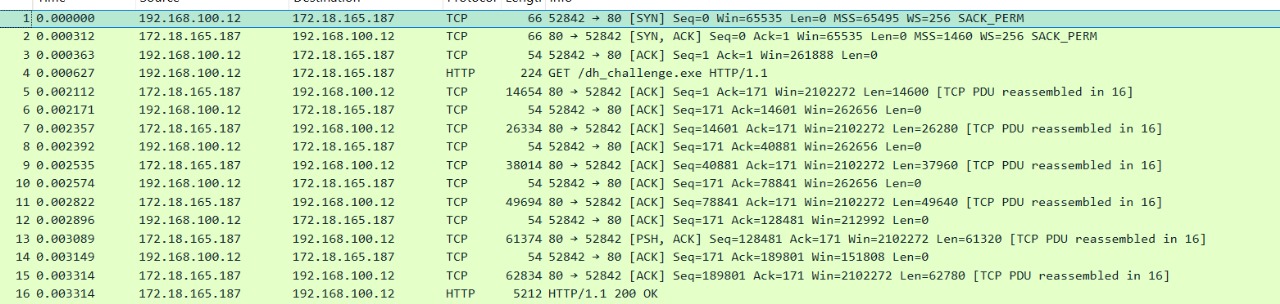 1 0.000000 192.168.100.12 172.18.165.187 TCP 66 52842 → 80 [SYN] Seq=0 Win=65535 Len=0 MSS=65495 WS=256 SACK_PERM
2 0.000312 172.18.165.187 192.168.100.12 TCP 66 80 → 52842 [SYN, ACK] Seq=0 Ack=1 Win=65535 Len=0 MSS=1460 WS=256 SACK_PERM
3 0.000363 192.168.100.12 172.18.165.187 TCP 54 52842 → 80 [ACK] Seq=1 Ack=1 Win=261888 Len=0
4 0.000627 192.168.100.12 172.18.165.187 HTTP 224 GET /dh_challenge.exe HTTP/1.1
5 0.002112 172.18.165.187 192.168.100.12 TCP 14654 80 → 52842 [ACK] Seq=1 Ack=171 Win=2102272 Len=14600 [TCP PDU reassembled in 16]
6 0.002171 192.168.100.12 172.18.165.187 TCP 54 52842 → 80 [ACK] Seq=171 Ack=14601 Win=262656 Len=0
7 0.002357 172.18.165.187 192.168.100.12 TCP 26334 80 → 52842 [ACK] Seq=14601 Ack=171 Win=2102272 Len=26280 [TCP PDU reassembled in 16]
8 0.002392 192.168.100.12 172.18.165.187 TCP 54 52842 → 80 [ACK] Seq=171 Ack=40881 Win=262656 Len=0
9 0.002535 172.18.165.187 192.168.100.12 TCP 38014 80 → 52842 [ACK] Seq=40881 Ack=171 Win=2102272 Len=37960 [TCP PDU reassembled in 16]
10 0.002574 192.168.100.12 172.18.165.187 TCP 54 52842 → 80 [ACK] Seq=171 Ack=78841 Win=262656 Len=0
11 0.002822 172.18.165.187 192.168.100.12 TCP 49694 80 → 52842 [ACK] Seq=78841 Ack=171 Win=2102272 Len=49640 [TCP PDU reassembled in 16]
12 0.002896 192.168.100.12 172.18.165.187 TCP 54 52842 → 80 [ACK] Seq=171 Ack=128481 Win=212992 Len=0
13 0.003089 172.18.165.187 192.168.100.12 TCP 61374 80 → 52842 [PSH, ACK] Seq=128481 Ack=171 Win=2102272 Len=61320 [TCP PDU reassembled in 16]
14 0.003149 192.168.100.12 172.18.165.187 TCP 54 52842 → 80 [ACK] Seq=171 Ack=189801 Win=151808 Len=0
15 0.003314 172.18.165.187 192.168.100.12 TCP 62834 80 → 52842 [ACK] Seq=189801 Ack=171 Win=2102272 Len=62780 [TCP PDU reassembled in 16]
16 0.003314 172.18.165.187 192.168.100.12 HTTP 5212 HTTP/1.1 200 OK